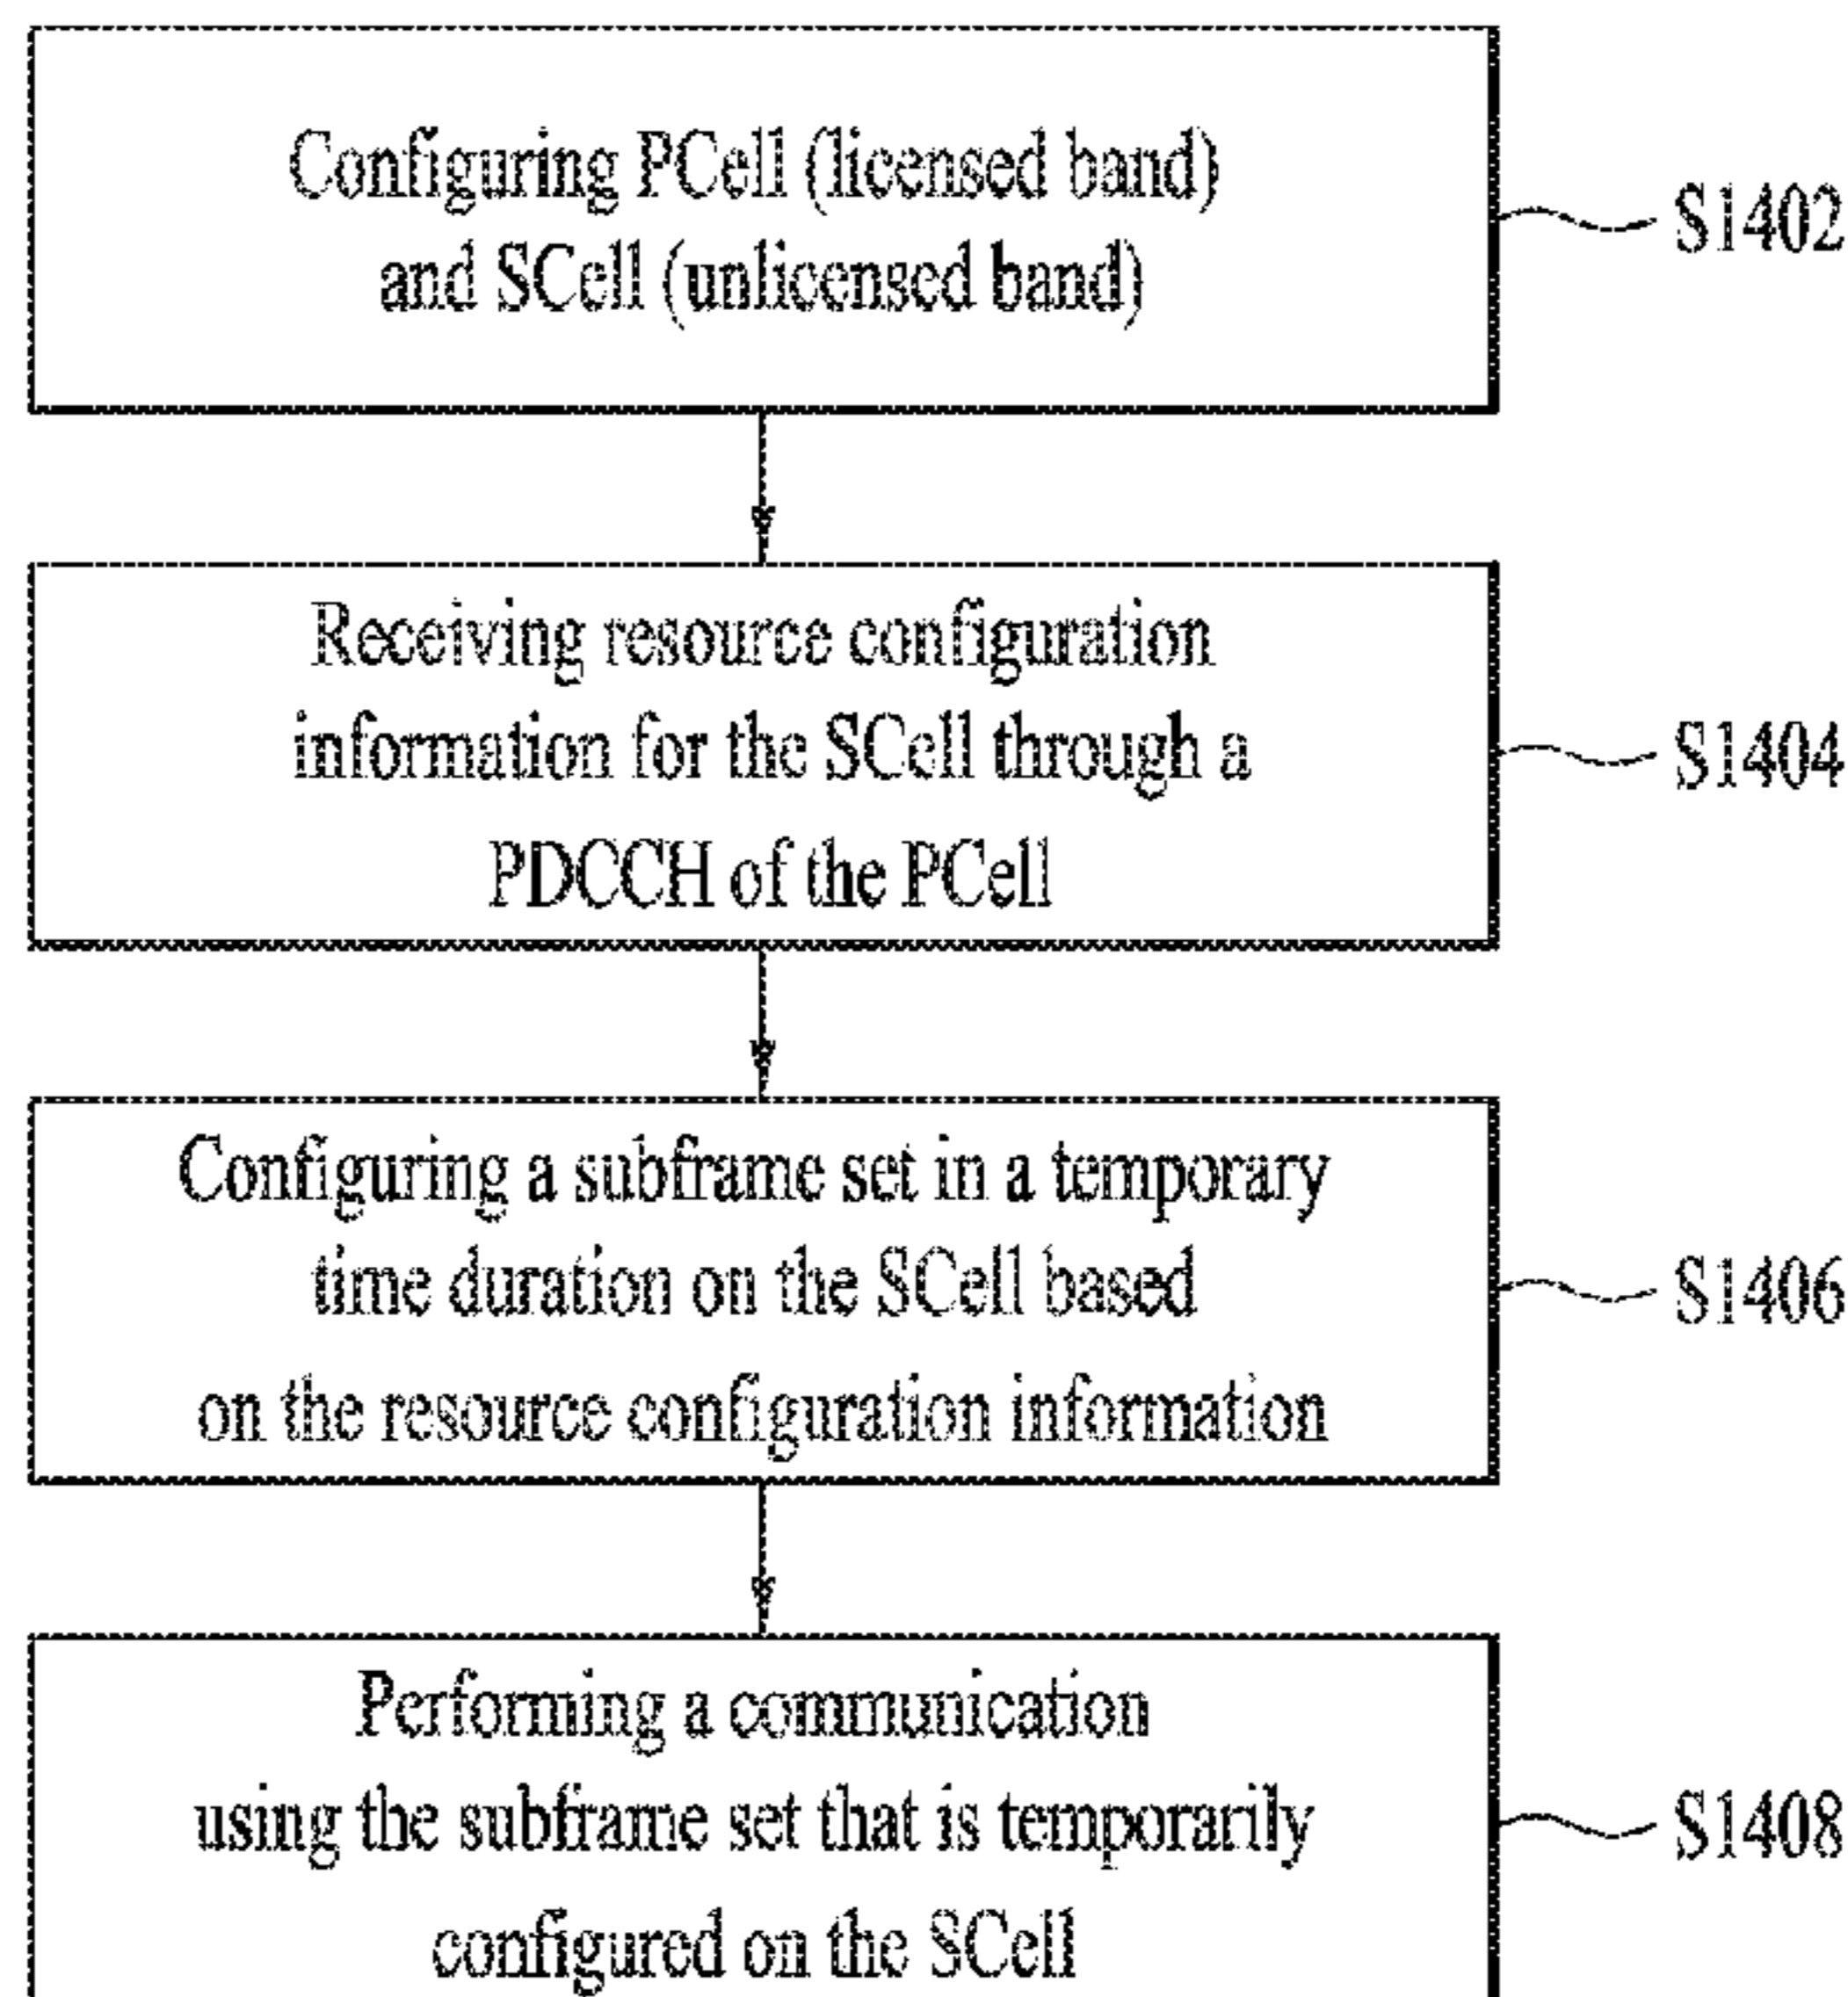 Configuring PCell (licensed band)
and SCell (unlicensed band)
S1402
Receiving resource configuration
information for the SCell through a
PDCCH of the PCell
S1404
Configuring a subframe set in a temporary
time duration on the SCell based
on the resource configuration information
S1406
Performing a communication
using the subframe set that is temporarily
configured on the SCell
S1408